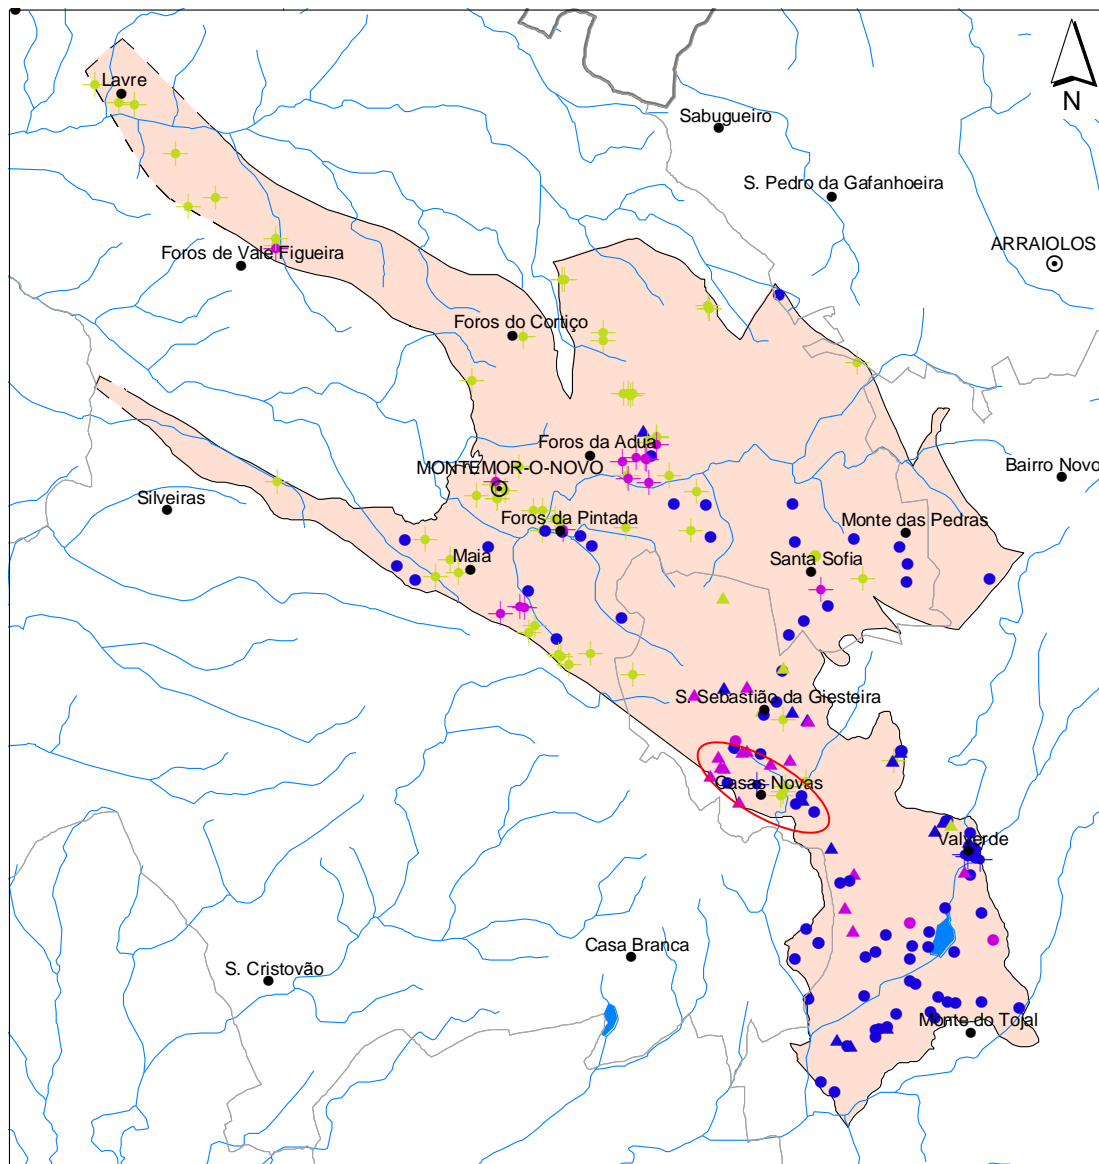 Lavre
N
Sabugueiro
S. Pedro da Gafanhoeira
ARRAIOLOS
Foros de Vale Figueira
Foros do Cortiço
Foros da Adua
MONTEMOR-O-NOVO
Bairro Novo
Silveiras
Foros da Pintada
Monte das Pedras
Maia
Santa Sofia
S. Sebastião da Giesteira
Casas Novas
Valverde
Casa Branca
S. Cristovão
Monte do Tojal